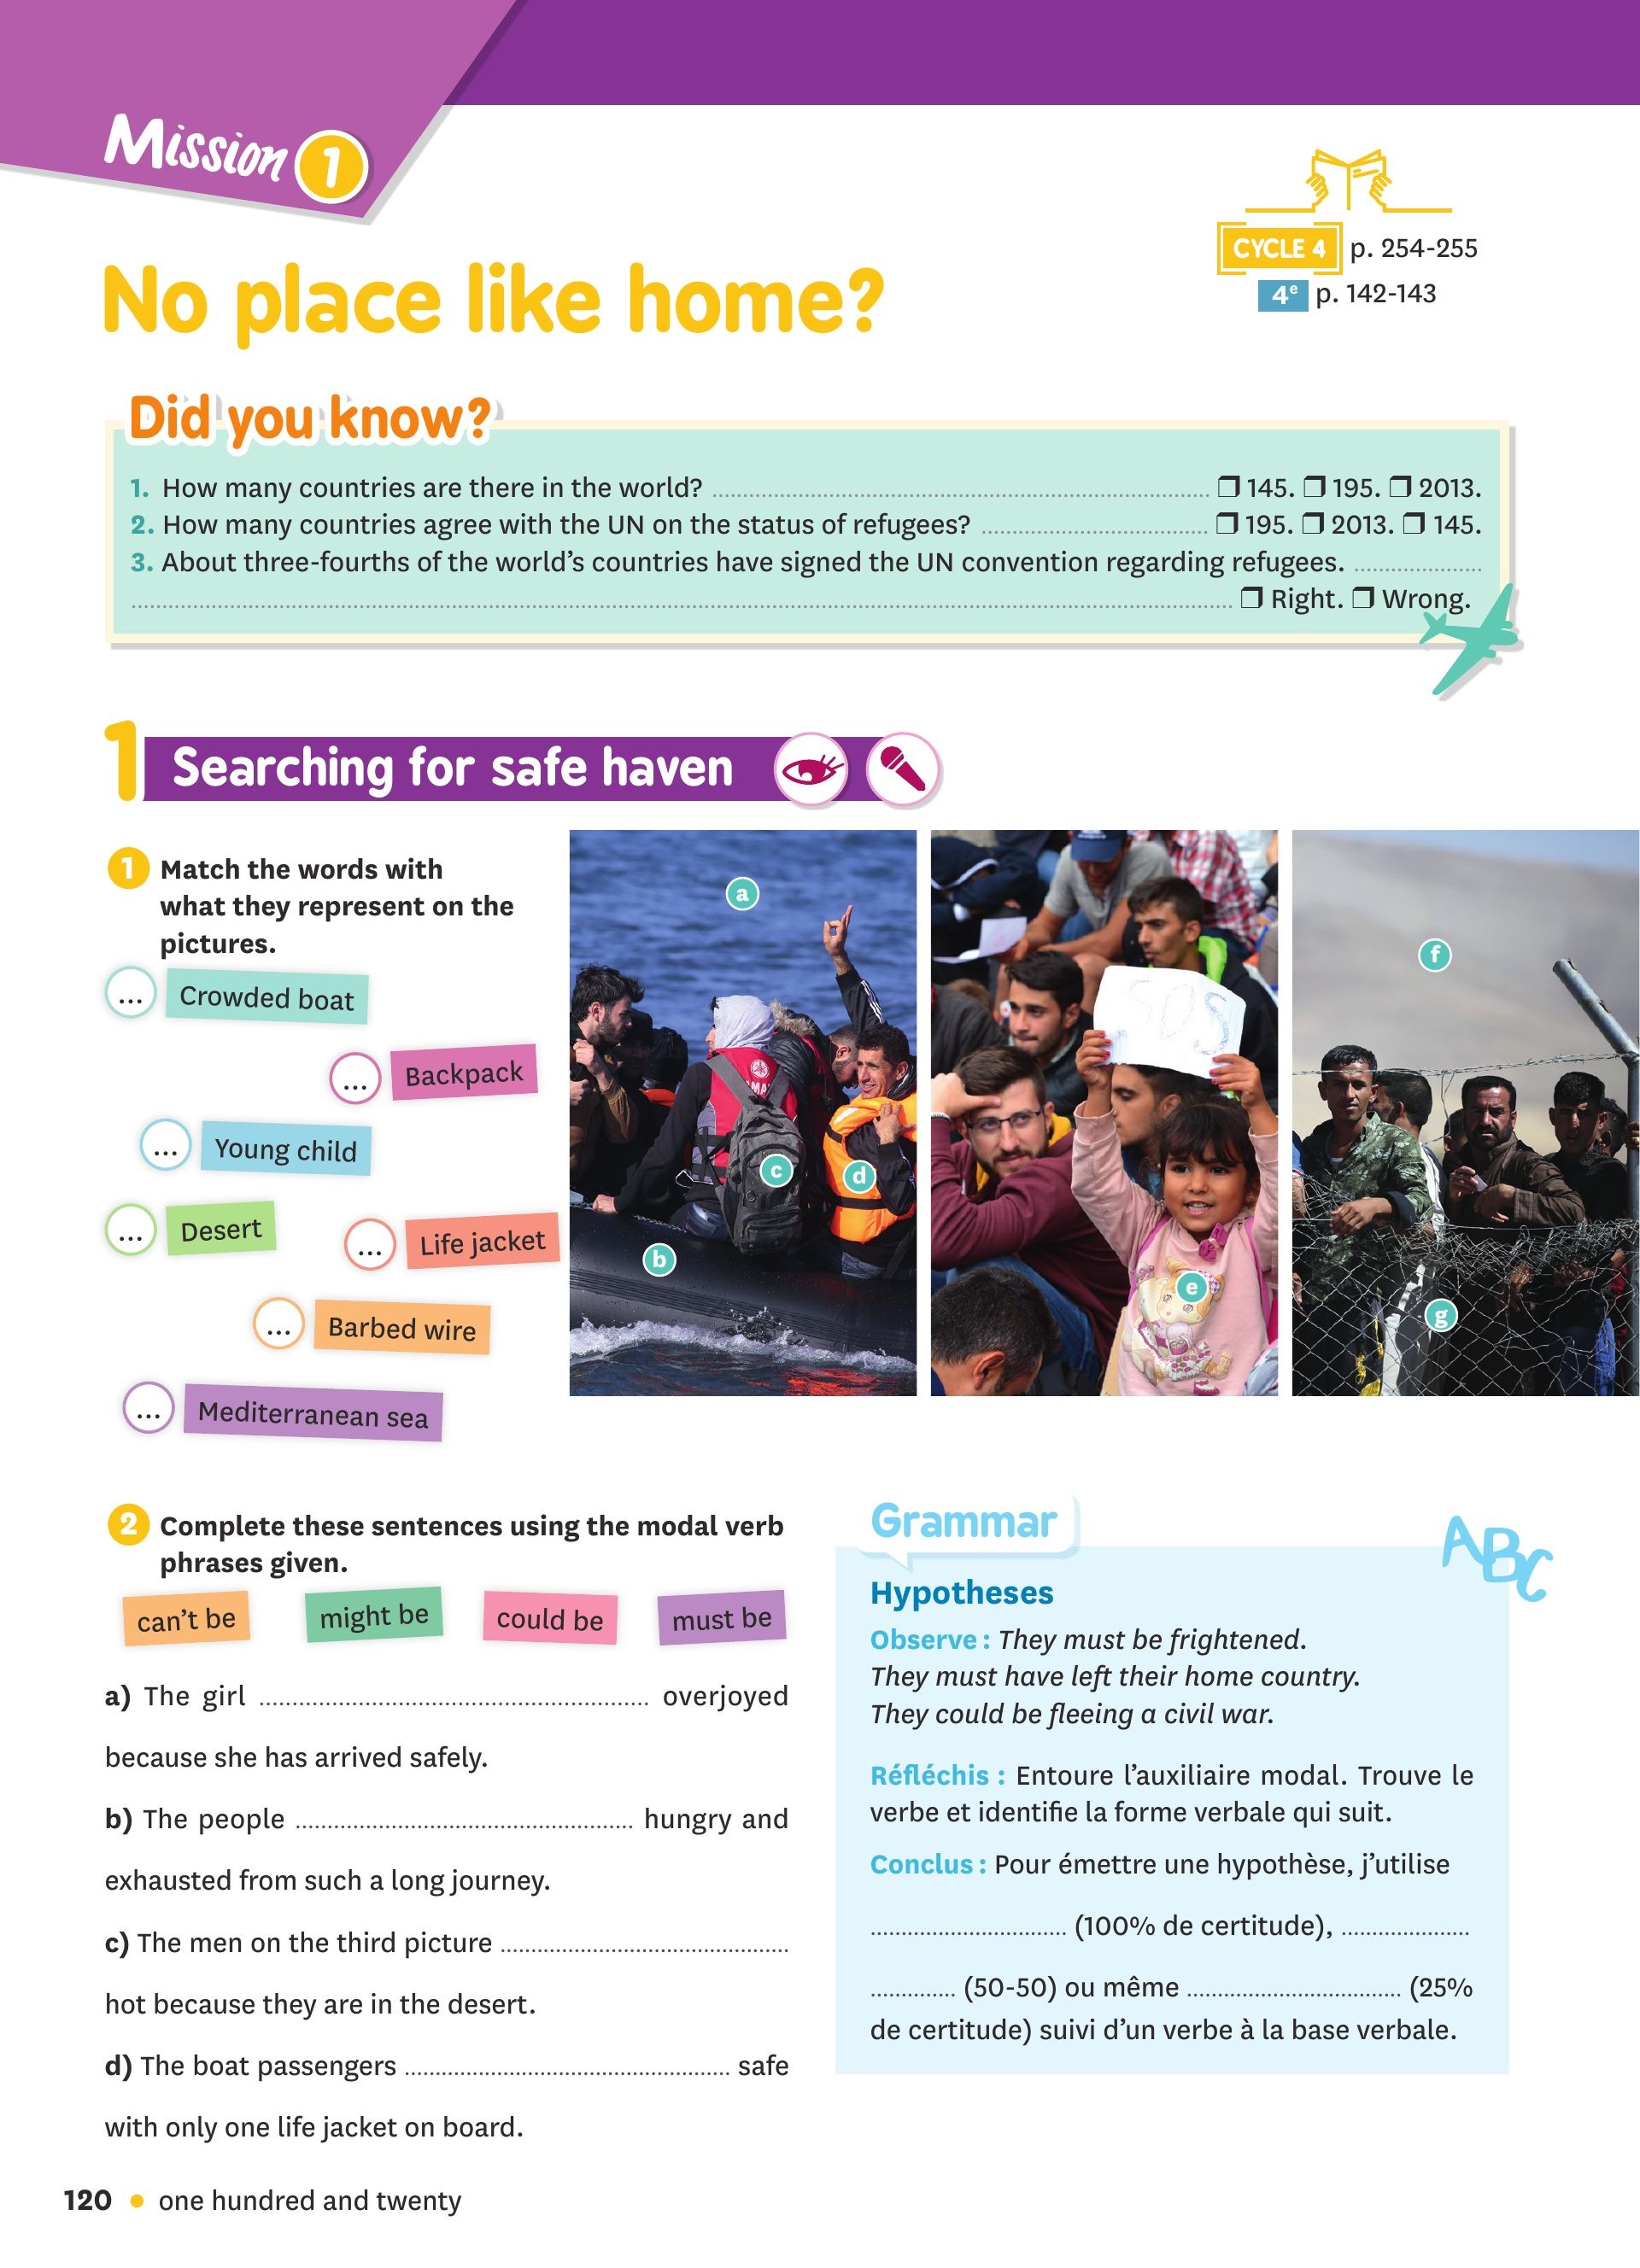 Mission 1
CYCLE 4 p. 254-255
4e p. 142-143
No place like home?
Did you know?
1. How many countries are there in the world? ❒ 145. ❒ 195. ❒ 2013.
2. How many countries agree with the UN on the status of refugees? ❒ 195. ❒ 2013. ❒ 145.
3. About three-fourths of the world's countries have signed the UN convention regarding refugees.
❒ Right. ❒ Wrong.
1 Searching for safe haven
1 Match the words with
what they represent on the
pictures.
... Crowded boat
... Backpack
... Young child
... Desert
... Life jacket
... Barbed wire
... Mediterranean sea
a
b
c
d
SOS
e
f
g
2 Complete these sentences using the modal verb
phrases given.
can't be might be could be must be
a) The girl ........ overjoyed
because she has arrived safely.
b) The people ........ hungry and
exhausted from such a long journey.
c) The men on the third picture ........
hot because they are in the desert.
d) The boat passengers ........ safe
with only one life jacket on board.
Grammar
ABC
Hypotheses
Observe : They must be frightened.
They must have left their home country.
They could be fleeing a civil war.
Réfléchis : Entoure l'auxiliaire modal. Trouve le
verbe et identifie la forme verbale qui suit.
Conclus : Pour émettre une hypothèse, j'utilise
........ (100% de certitude), ........
........ (50-50) ou même ........ (25%
de certitude) suivi d'un verbe à la base verbale.
120 • one hundred and twenty